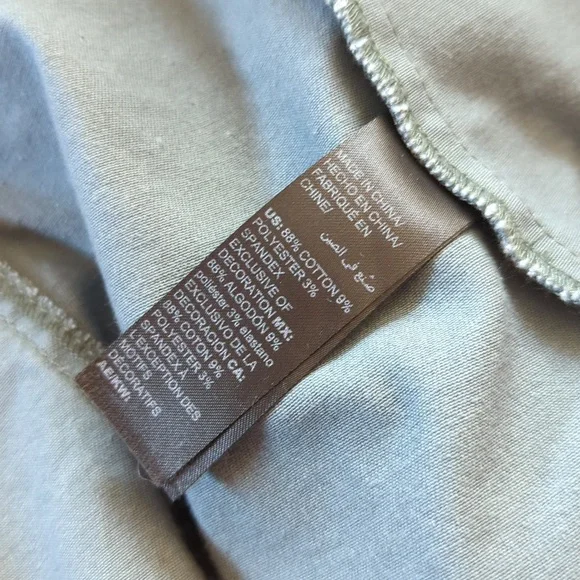 MADE IN CHINA/
HECHO EN CHINA/
FABRIQUÉ EN
CHINE/
صنع في الصين
US: 88% COTTON 9%
POLYESTER 3%
SPANDEX
EXCLUSIVE OF
DECORATION MX:
88% ALGODÓN 9%
poliéster 3% elastano
EXCLUSIVO DE LA
DECORACIÓN CA:
88% COTON 9%
POLYESTER 3%
SPANDEX/
EXCEPTION DES
MOTIFS
DÉCORATIFS
AE/KW/